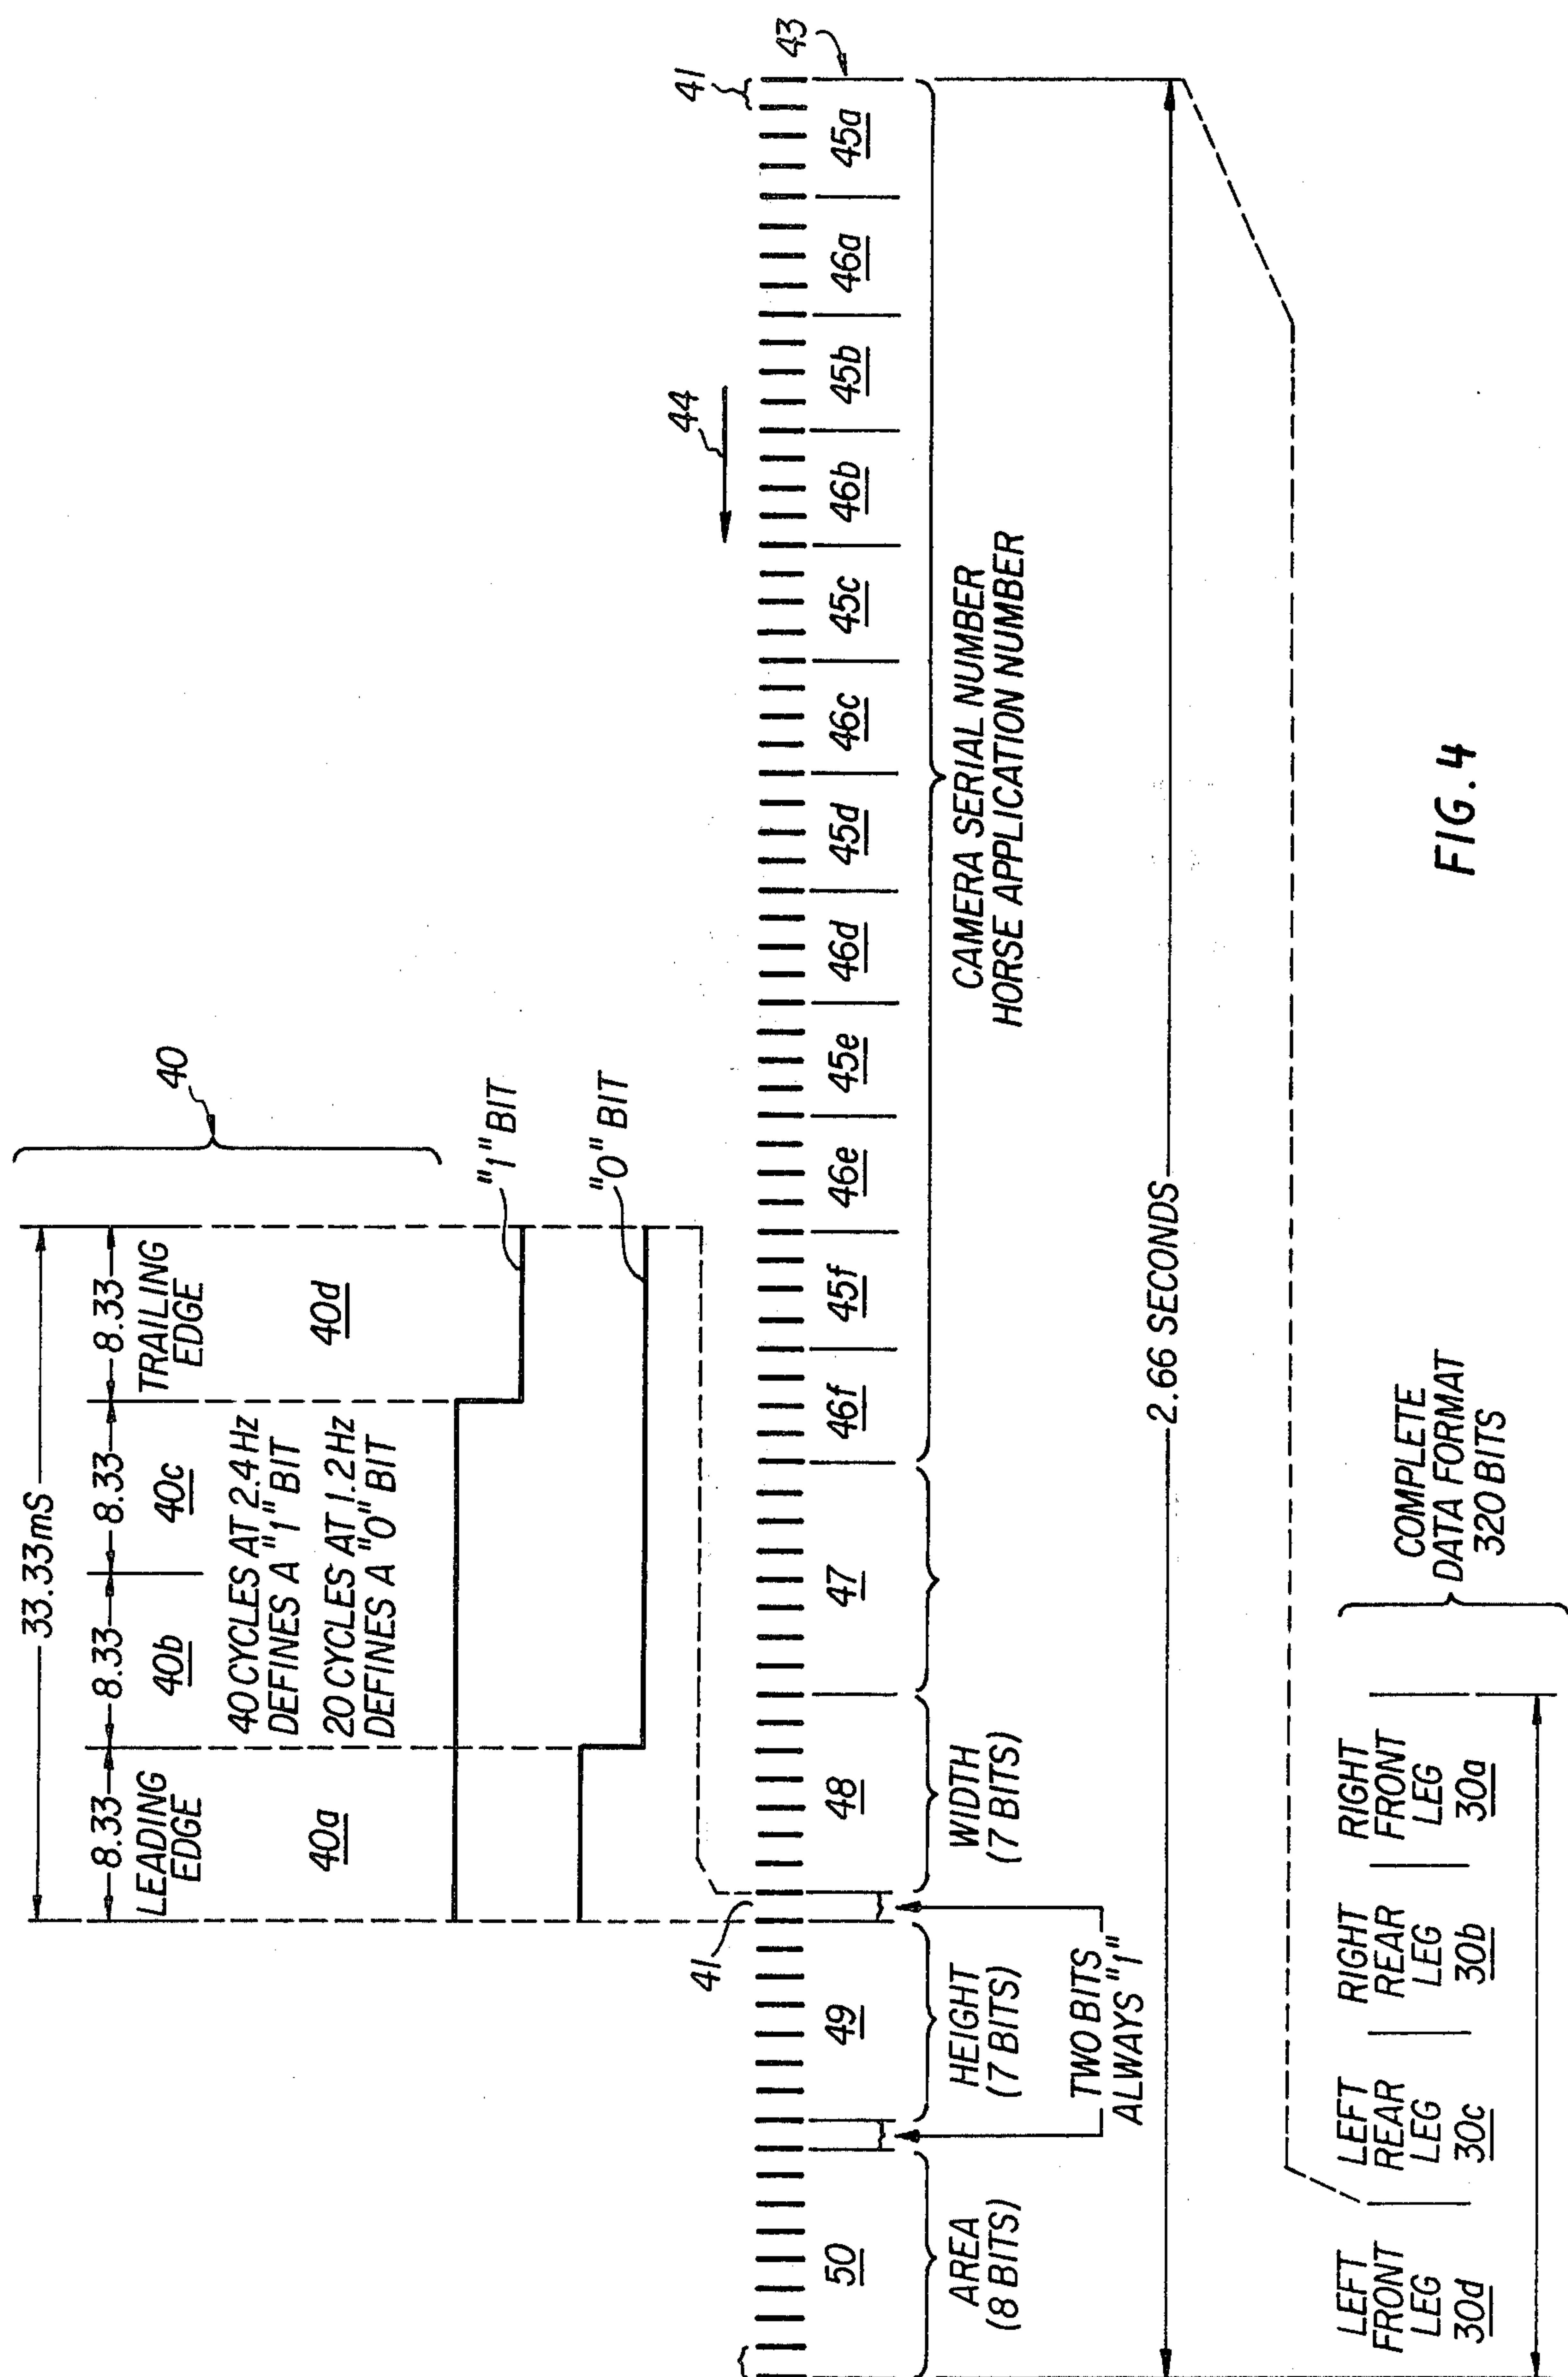 33.33mS
8.33
8.33
8.33
8.33
LEADING
EDGE
40b
40c
TRAILING
EDGE
40
40a
40 CYCLES AT 2.4 Hz
DEFINES A "1" BIT
20 CYCLES AT 1.2 Hz
DEFINES A "0" BIT
40d
"1" BIT
"0" BIT
41
44
41
43
50
49
48
47
46f
45f
46e
45e
46d
45d
46c
45c
46b
45b
46a
45a
AREA
(8 BITS)
HEIGHT
(7 BITS)
WIDTH
(7 BITS)
CAMERA SERIAL NUMBER
HORSE APPLICATION NUMBER
TWO BITS
ALWAYS "1"
2.66 SECONDS
LEFT
FRONT
LEG
30d
LEFT
REAR
LEG
30c
RIGHT
REAR
LEG
30b
RIGHT
FRONT
LEG
30a
COMPLETE
DATA FORMAT
320 BITS
FIG. 4